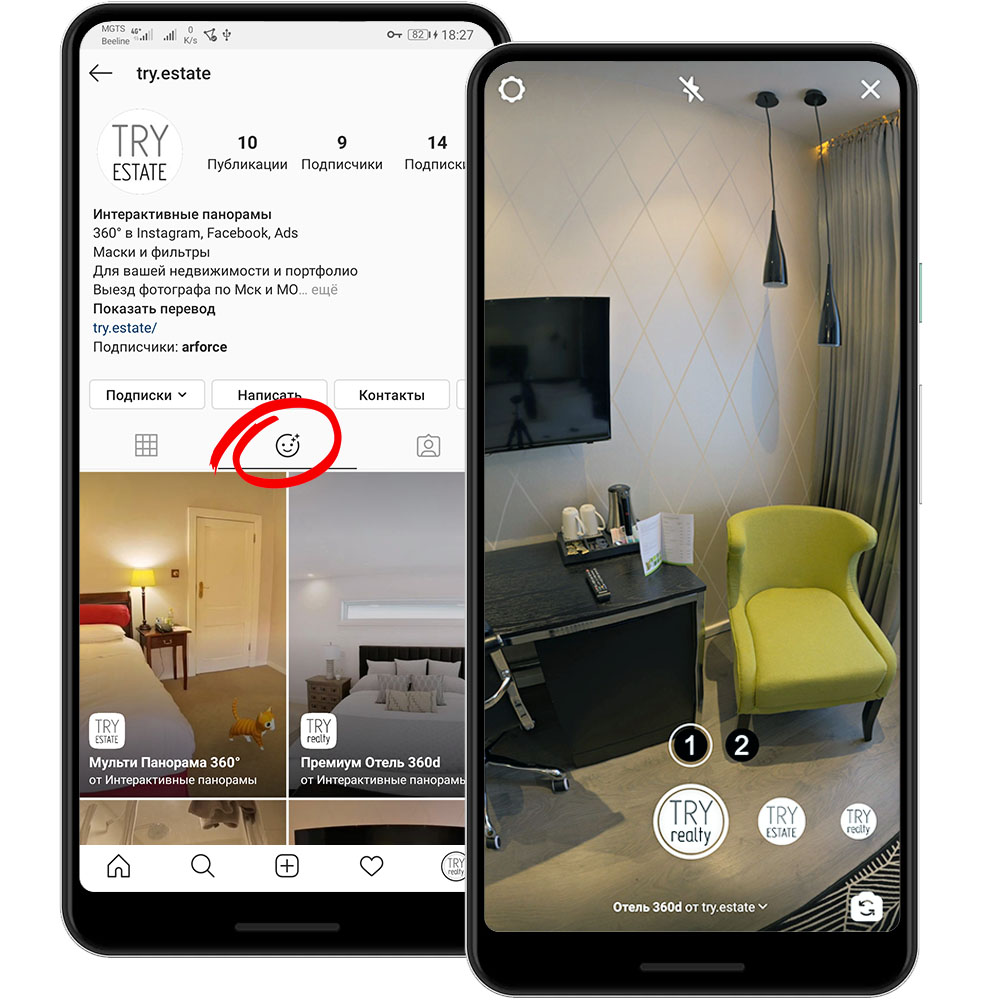 MGTS
Beeline
4G+
0
K/s
82
18:27
try.estate
TRY
ESTATE
10
9
14
Публикации
Подписчики
Подписки
Интерактивные панорамы
360° в Instagram, Facebook, Ads
Маски и фильтры
Для вашей недвижимости и портфолио
Выезд фотографа по Мск и МО... ещё
Показать перевод
try.estate/
Подписчики: arforce
Подписки
Написать
Контакты
TRY
ESTATE
Мульти Панорама 360°
от Интерактивные панорамы
TRY
realty
Премиум Отель 360d
от Интерактивные панорамы
TRY
realty
1
2
TRY
realty
TRY
ESTATE
TRY
realty
Отель 360d от try.estate